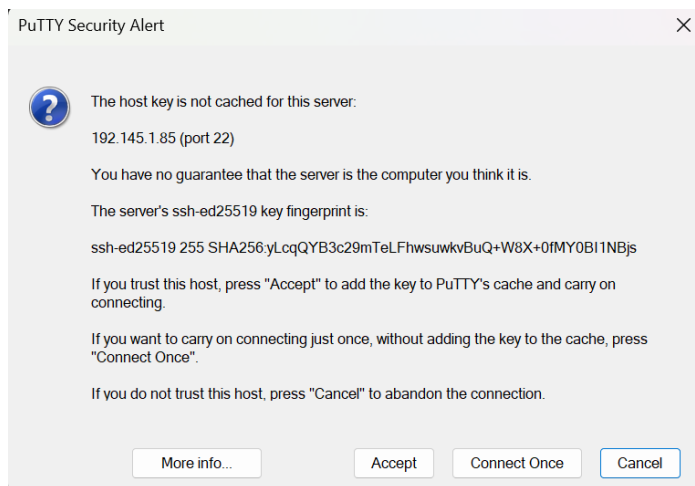 PuTTY Security Alert
The host key is not cached for this server:
192.145.1.85 (port 22)
You have no guarantee that the server is the computer you think it is.
The server's ssh-ed25519 key fingerprint is:
ssh-ed25519 255 SHA256:yLcqQYB3c29mTeLFhwsuwkvBuQ+W8X+0fMY0BI1NBjs
If you trust this host, press "Accept" to add the key to PuTTY's cache and carry on
connecting.
If you want to carry on connecting just once, without adding the key to the cache, press
"Connect Once".
If you do not trust this host, press "Cancel" to abandon the connection.
More info... Accept Connect Once Cancel